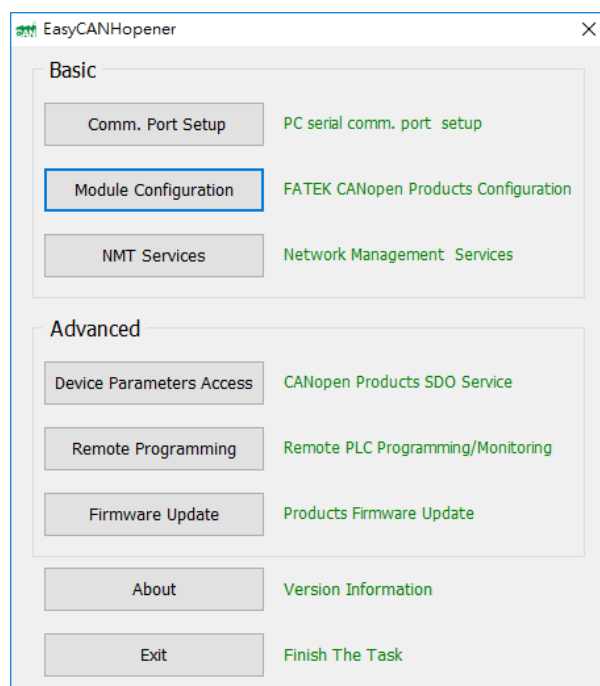 EasyCANHopener
Basic
Comm. Port Setup PC serial comm. port setup
Module Configuration FATEK CANopen Products Configuration
NMT Services Network Management Services
Advanced
Device Parameters Access CANopen Products SDO Service
Remote Programming Remote PLC Programming/Monitoring
Firmware Update Products Firmware Update
About Version Information
Exit Finish The Task